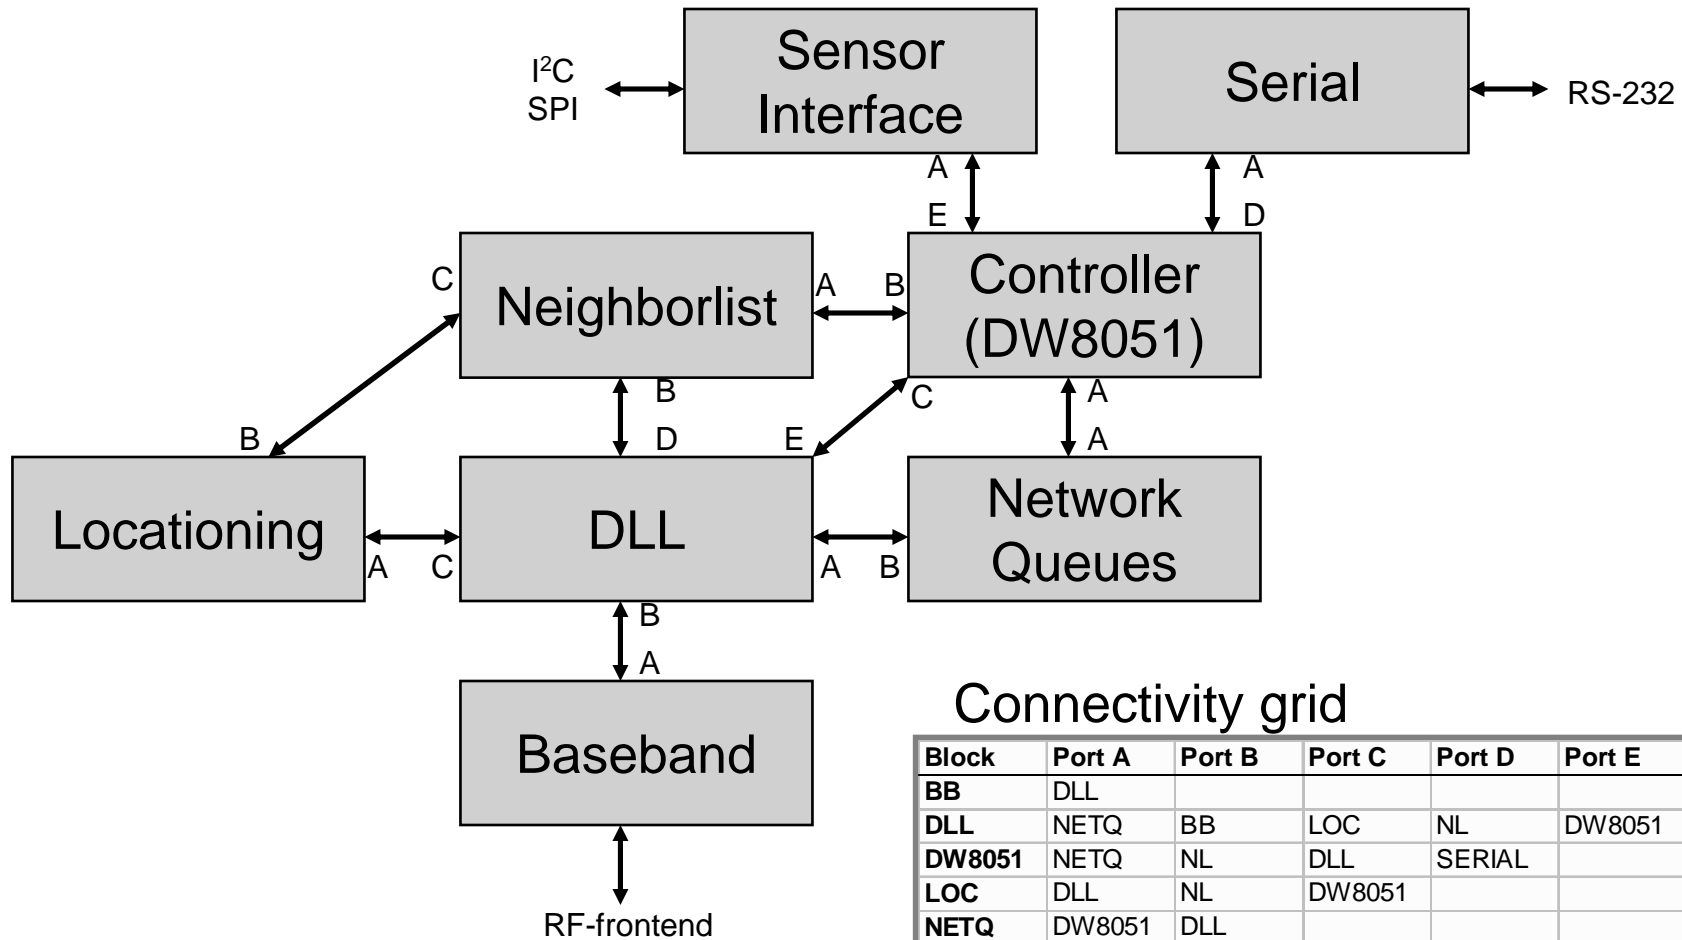 Sensor
Interface
Serial
I²C
SPI
RS-232
A
E
A
D
Neighborlist
C
A
B
Controller
(DW8051)
B
D
B
E
C
A
A
Locationing
A
C
DLL
A
B
Network
Queues
B
A
Baseband
RF-frontend
Connectivity grid
Block Port A Port B Port C Port D Port E
BB DLL
DLL NETQ BB LOC NL DW8051
DW8051 NETQ NL DLL SERIAL
LOC DLL NL DW8051
NETQ DW8051 DLL